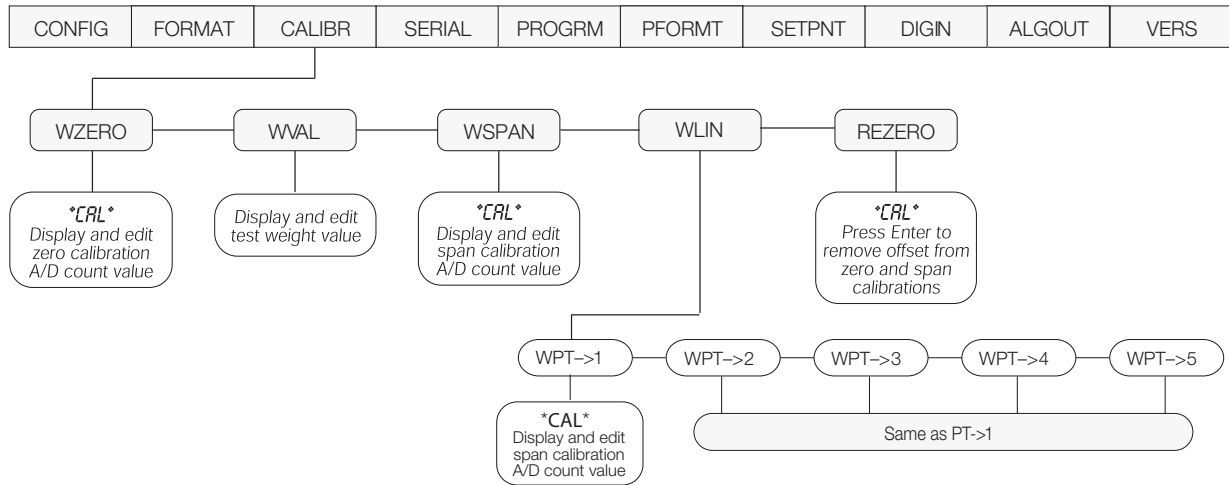 CONFIG FORMAT CALIBR SERIAL PROGRM PFORMT SETPNT DIGIN ALGOUT VERS
WZERO WVAL WSPAN WLIN REZERO
*CAL*
Display and edit
zero calibration
A/D count value
Display and edit
test weight value
*CAL*
Display and edit
span calibration
A/D count value
*CAL*
Press Enter to
remove offset from
zero and span
calibrations
WPT–>1 WPT–>2 WPT–>3 WPT–>4 WPT–>5
*CAL*
Display and edit
span calibration
A/D count value
Same as PT->1